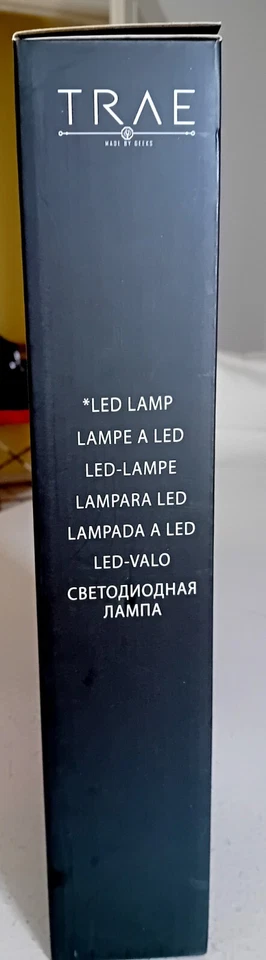 TRAE
MADE BY GEEKS
*LED LAMP
LAMPE A LED
LED-LAMPE
LAMPARA LED
LAMPADA A LED
LED-VALO
СВЕТОДИОДНАЯ
ЛАМПА